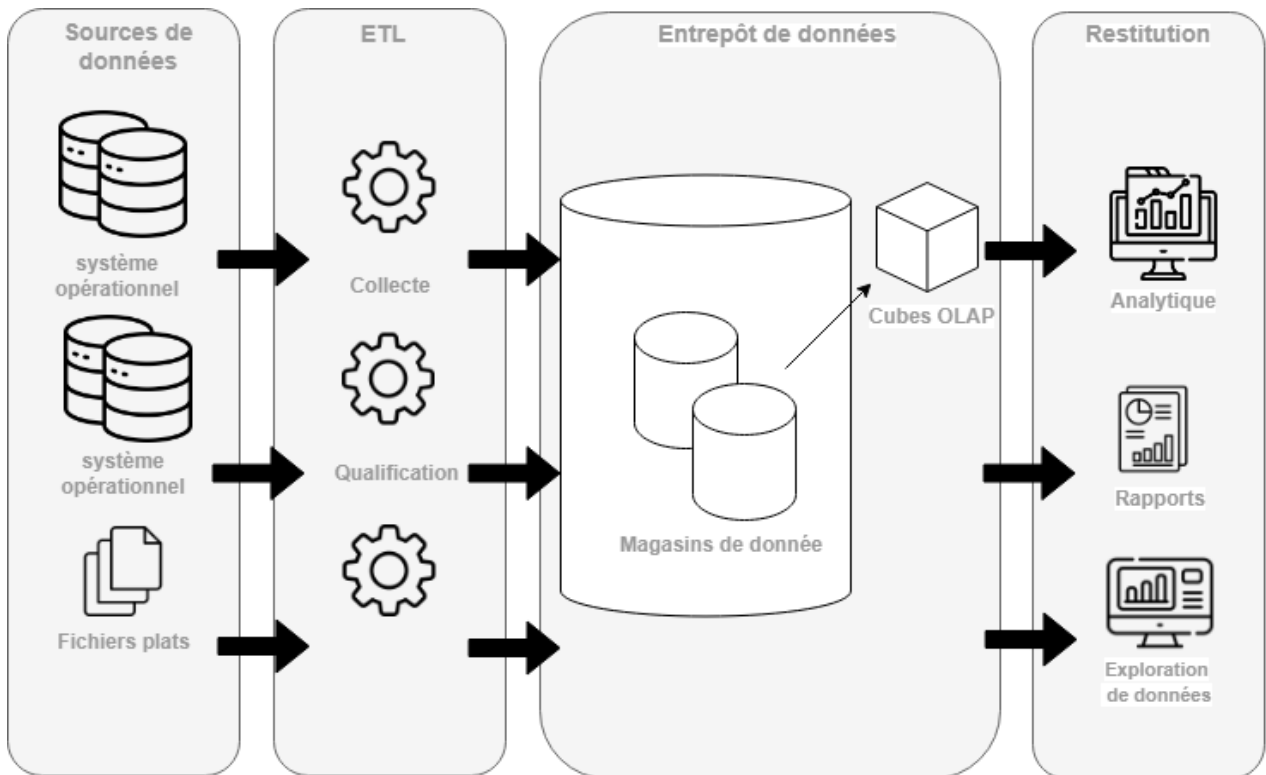 Sources de
données
ETL
Entrepôt de données
Restitution
système
opérationnel
Collecte
Cubes OLAP
Analytique
système
opérationnel
Qualification
Rapports
Magasins de donnée
Fichiers plats
Exploration
de données